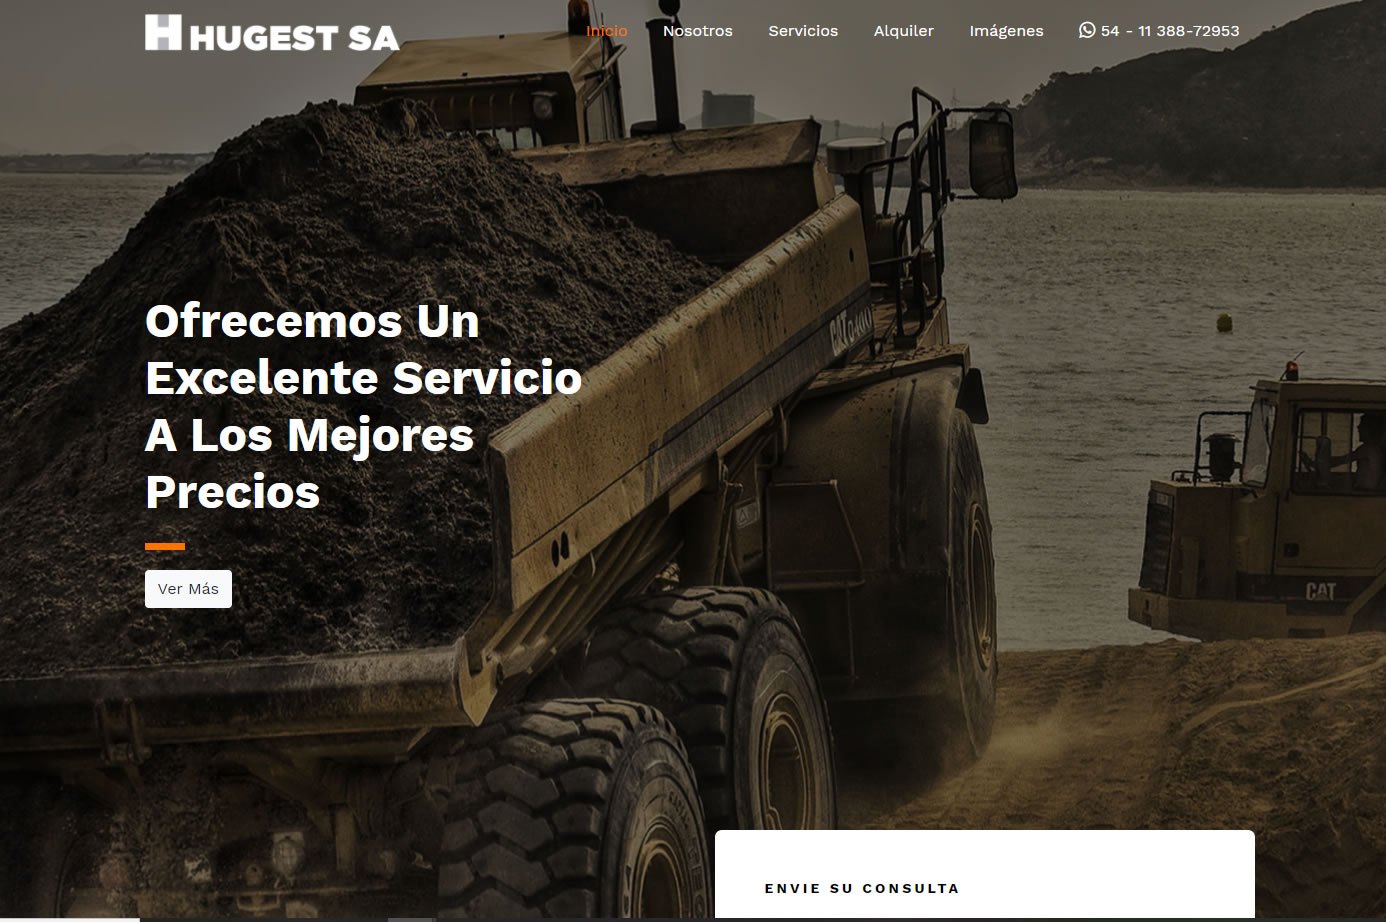 H HUGEST SA
Inicio Nosotros Servicios Alquiler Imágenes 54 - 11 388-72953
Ofrecemos Un
Excelente Servicio
A Los Mejores
Precios
Ver Más
CAT
CAT
ENVIE SU CONSULTA